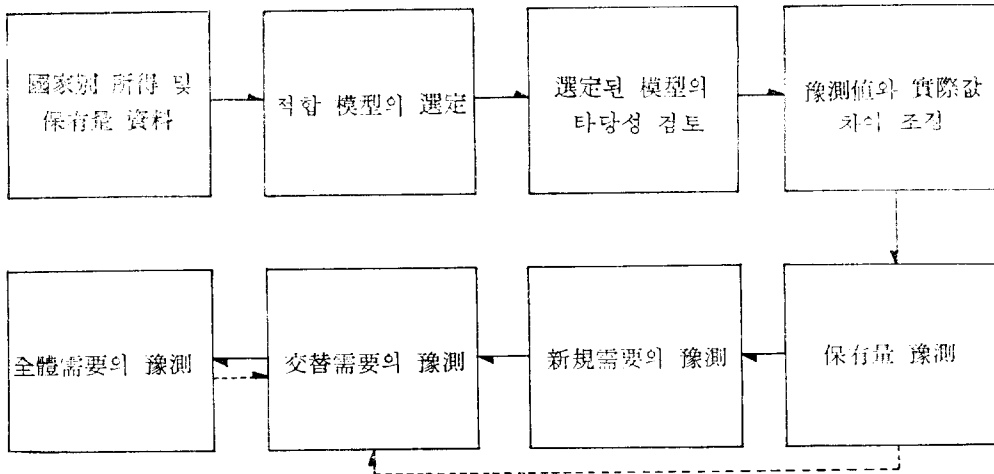 國家別 所得 및
保有量 資料
적합 模型의 選定
選定된 模型의
타당성 검토
豫測値와 實際값
차이 조정
全體需要의 豫測
交替需要의 豫測
新規需要의 豫測
保有量 豫測